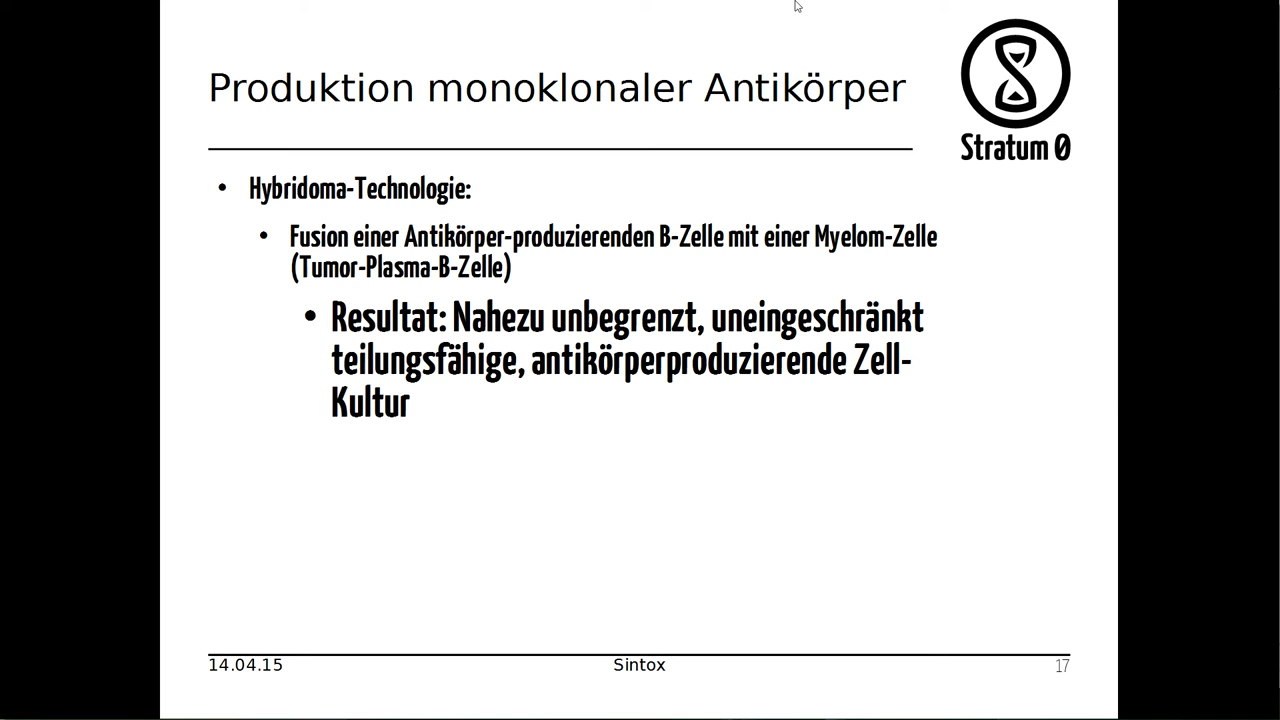 Produktion monoklonaler Antikörper
Stratum 0
• Hybridoma-Technologie:
• Fusion einer Antikörper-produzierenden B-Zelle mit einer Myelom-Zelle
(Tumor-Plasma-B-Zelle)
• Resultat: Nahezu unbegrenzt, uneingeschränkt
teilungsfähige, antikörperproduzierende Zell-
Kultur
14.04.15
Sintox
17